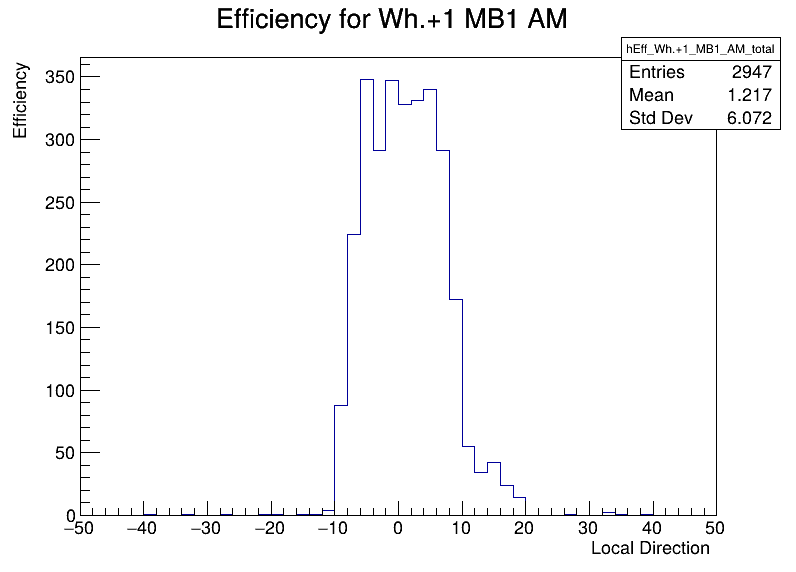 Efficiency for Wh.+1 MB1 AM
hEff_Wh.+1_MB1_AM_total
Entries 2947
Mean 1.217
Std Dev 6.072
Efficiency
350
300
250
200
150
100
50
0
−50 −40 −30 −20 −10 0 10 20 30 40 50
Local Direction